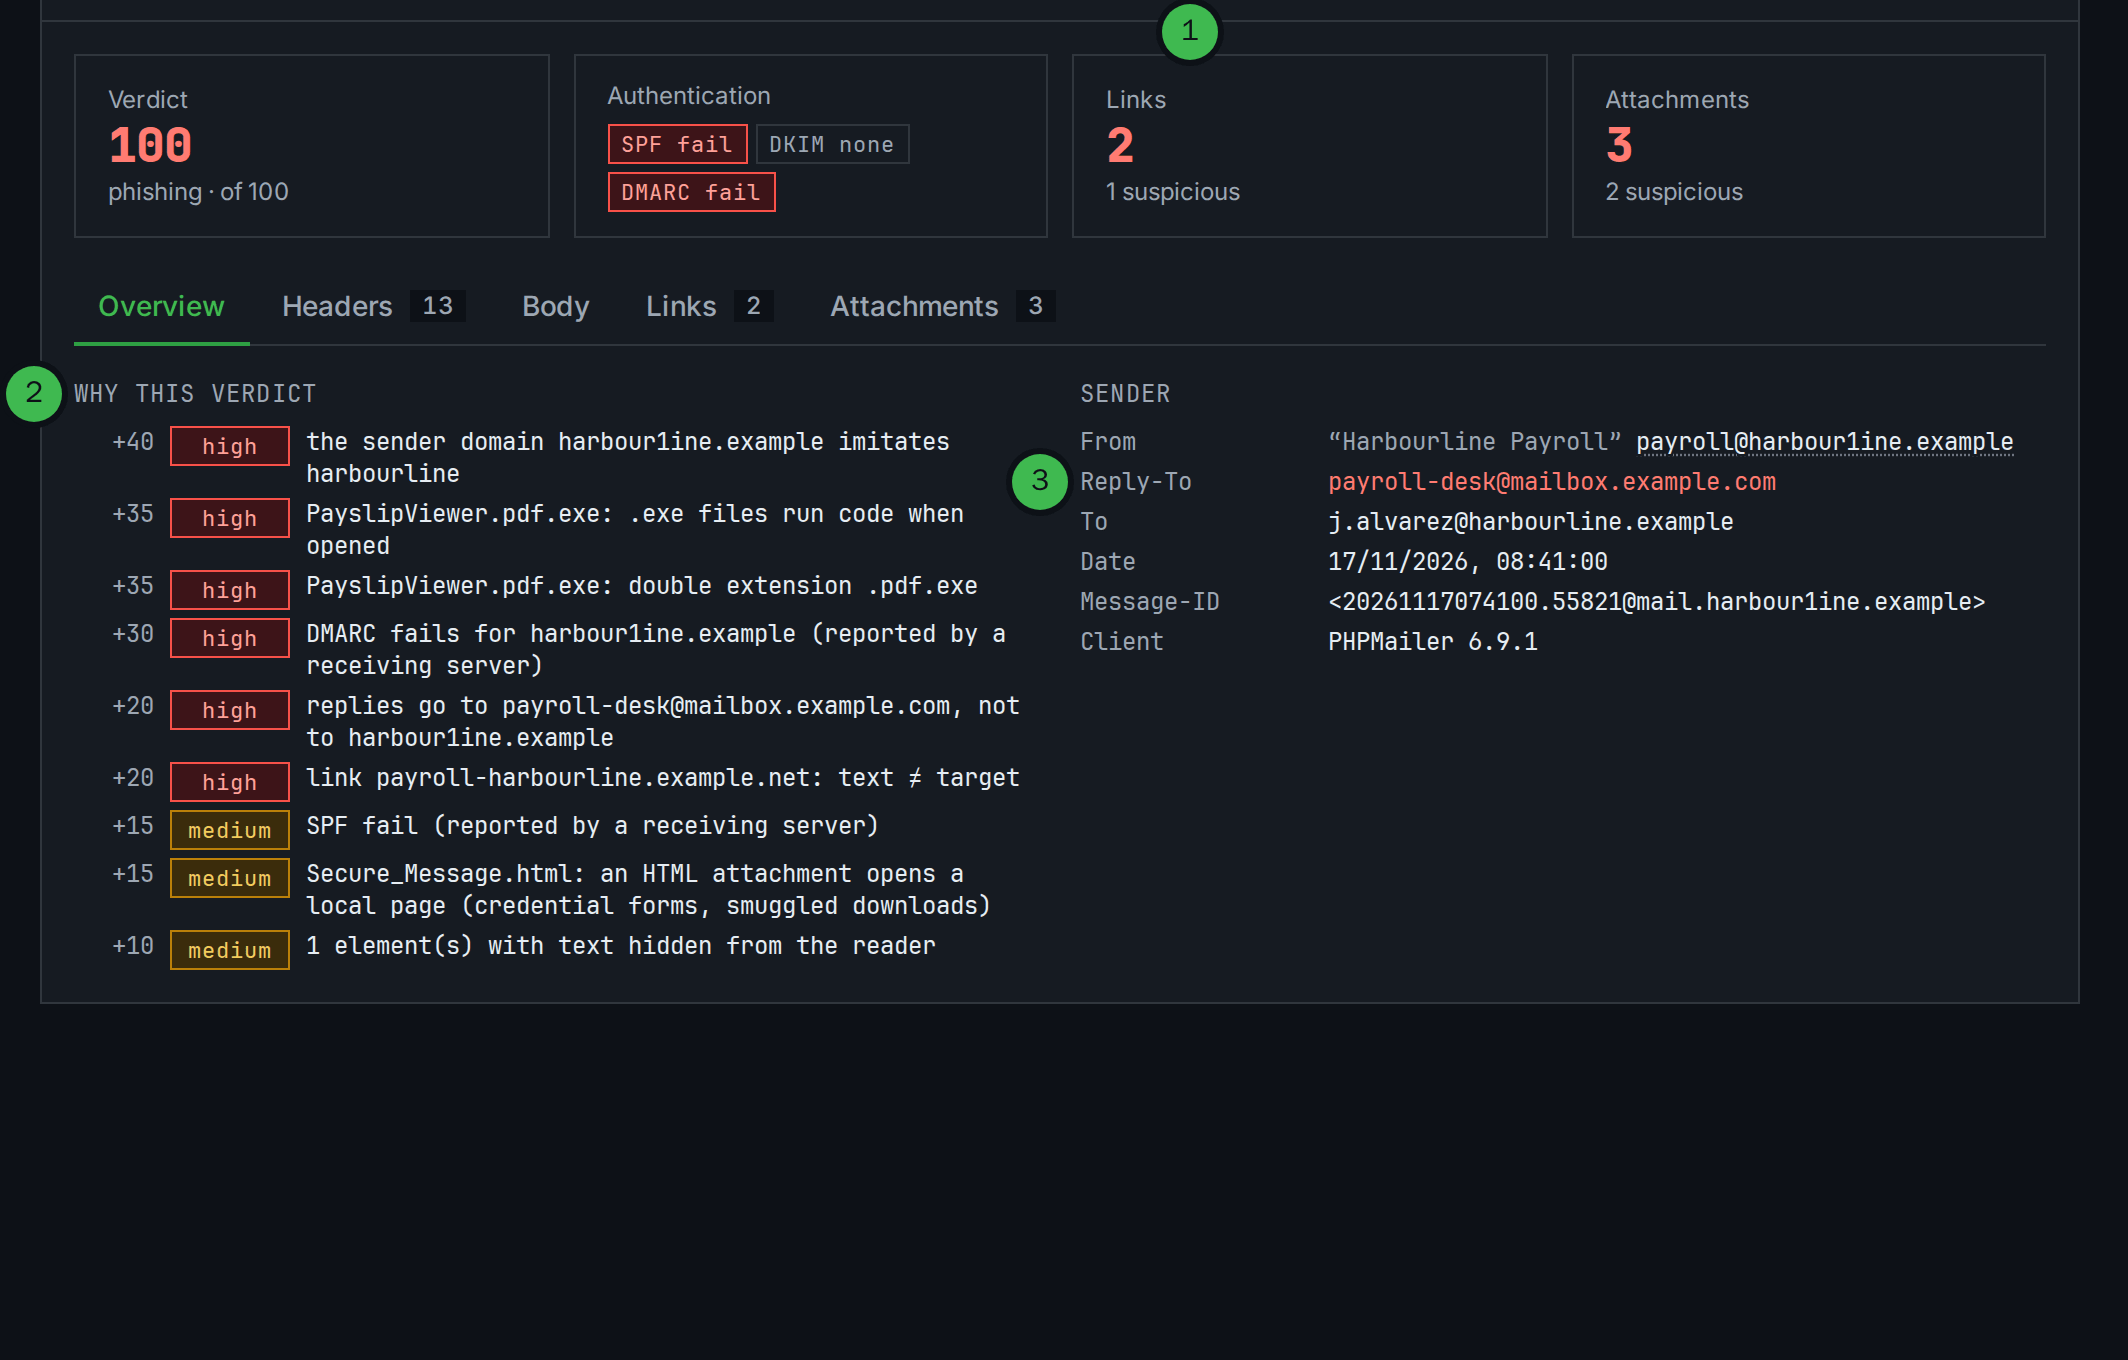 1
Verdict
100
phishing · of 100
Authentication
SPF fail DKIM none
DMARC fail
Links
2
1 suspicious
Attachments
3
2 suspicious
Overview Headers 13 Body Links 2 Attachments 3
2
WHY THIS VERDICT
+40 high the sender domain harbour1ine.example imitates
harbourline
+35 high PayslipViewer.pdf.exe: .exe files run code when
opened
+35 high PayslipViewer.pdf.exe: double extension .pdf.exe
+30 high DMARC fails for harbour1ine.example (reported by a
receiving server)
+20 high replies go to payroll-desk@mailbox.example.com, not
to harbour1ine.example
+20 high link payroll-harbourline.example.net: text ≠ target
+15 medium SPF fail (reported by a receiving server)
+15 medium Secure_Message.html: an HTML attachment opens a
local page (credential forms, smuggled downloads)
+10 medium 1 element(s) with text hidden from the reader
SENDER
From “Harbourline Payroll” payroll@harbour1ine.example
3
Reply-To payroll-desk@mailbox.example.com
To j.alvarez@harbourline.example
Date 17/11/2026, 08:41:00
Message-ID <20261117074100.55821@mail.harbour1ine.example>
Client PHPMailer 6.9.1